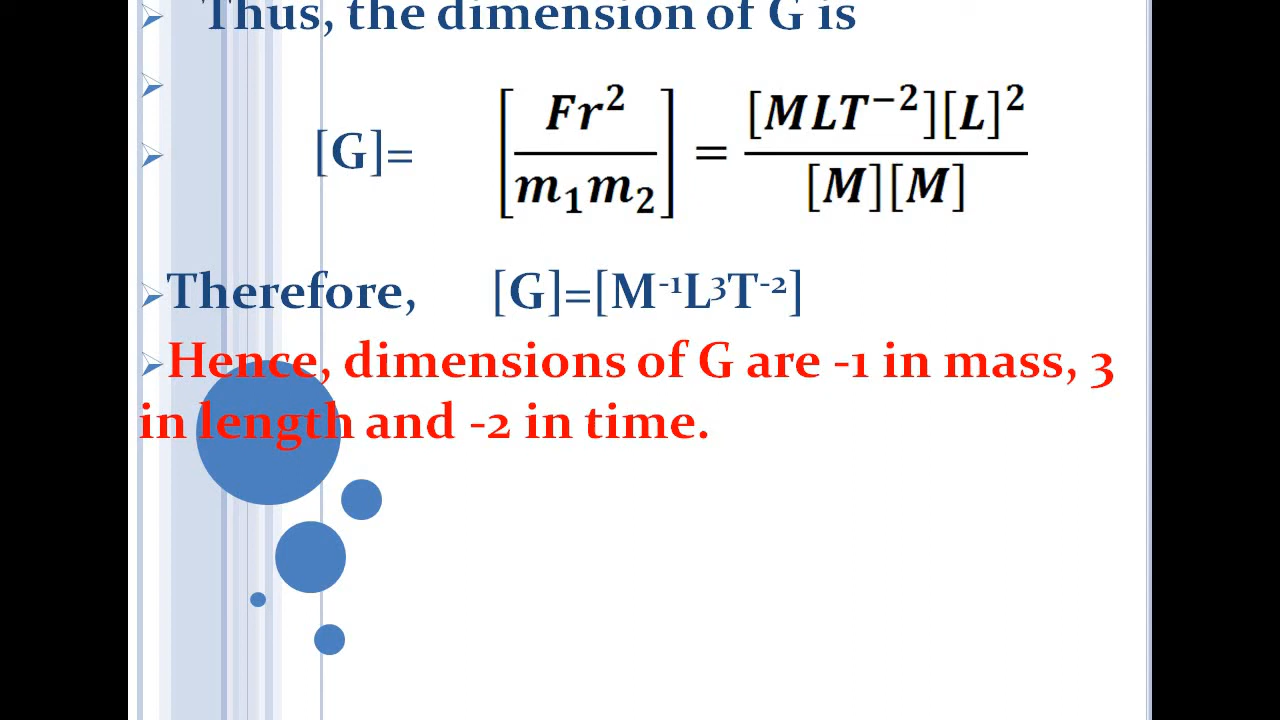 Thus, the dimension of G is
[G]= [Fr²/m₁m₂] = [MLT⁻²][L]²/[M][M]
Therefore, [G]=[M⁻¹L³T⁻²]
Hence, dimensions of G are -1 in mass, 3
in length and -2 in time.